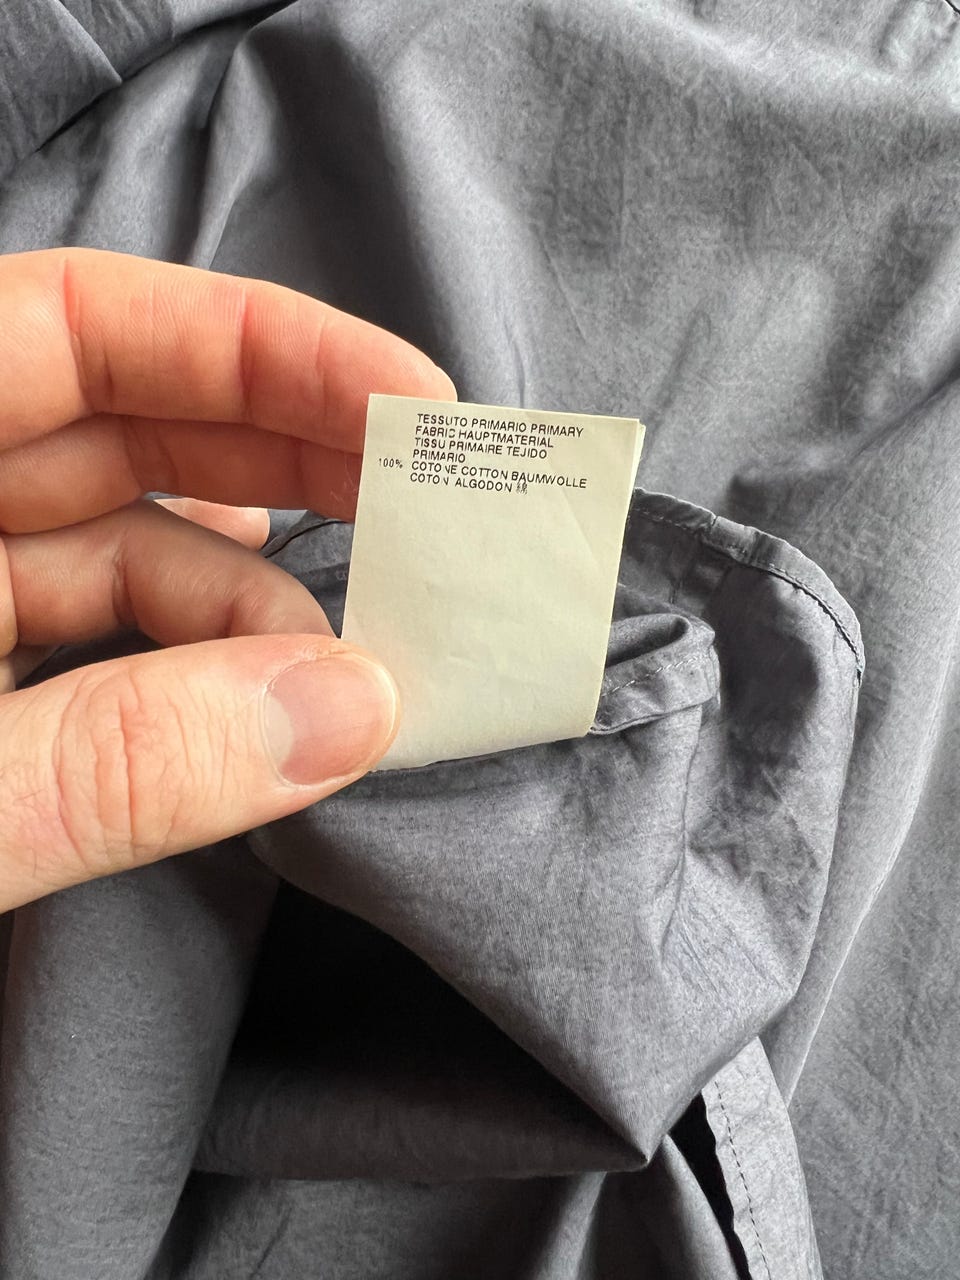 TESSUTO PRIMARIO PRIMARY
FABRIC HAUPTMATERIAL
TISSU PRIMAIRE TEJIDO
PRIMARIO
100% COTONE COTTON BAUMWOLLE
COTON ALGODON 綿